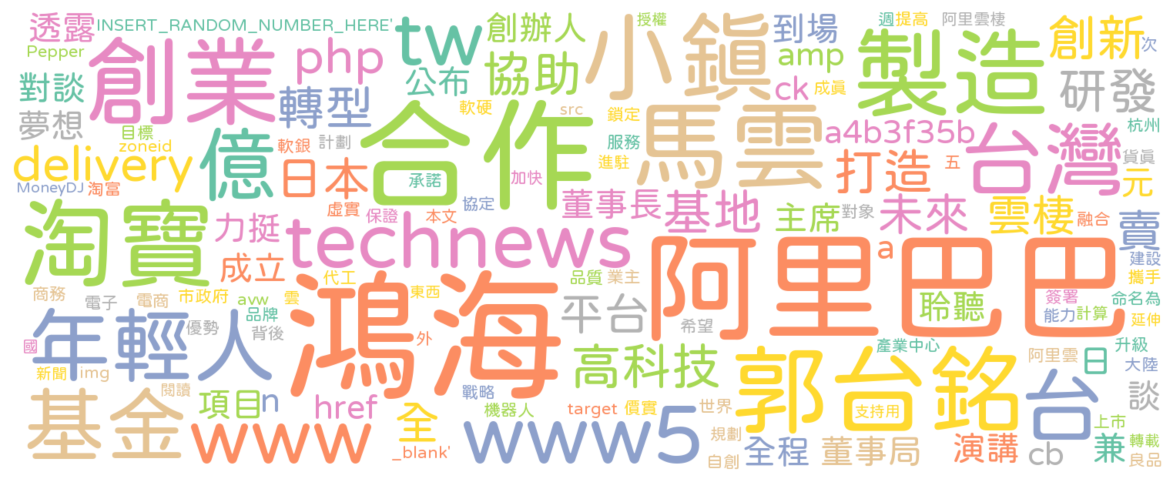 透露
INSERT_RANDOM_NUMBER_HERE'
tw
創辦人
授權
到場
週
提高
阿里雲棲
創新
次
Pepper
創業
php
公布
協助
小鎮
amp
製造
對談
轉型
軟硬
src
鎖定
ck
成員
研發
夢想
目標
zoneid
億
軟銀
計劃
合作
服務
馬雲
a4b3f35b
台灣
杭州
delivery
日本
承諾
加快
進駐
打造
五
貨真
元
MoneyDJ
淘富
虛實
保證
本文
協定
董事長
基地
主席
對象
未來
雲棲
融合
賣
淘寶
力挺
technews
阿里巴巴
a
建設
成立
代工
品質
業主
聆聽
簽署
攜手
商務
電子
電商
市政府
avw
雲
鴻海
東西
平台
希望
能力
計算
命名為
延伸
國
年輕人
優勢
品牌
背後
外
產業中心
日
升級
新聞
img
閱讀
高科技
郭台銘
阿里雲
台
大陸
基金
項目
n
href
戰略
全
機器人
target
價實
世界
支持用
談
www
_blank'
www5
規劃
自創
全程
董事局
演講
cb
兼
上市
轉載
良品